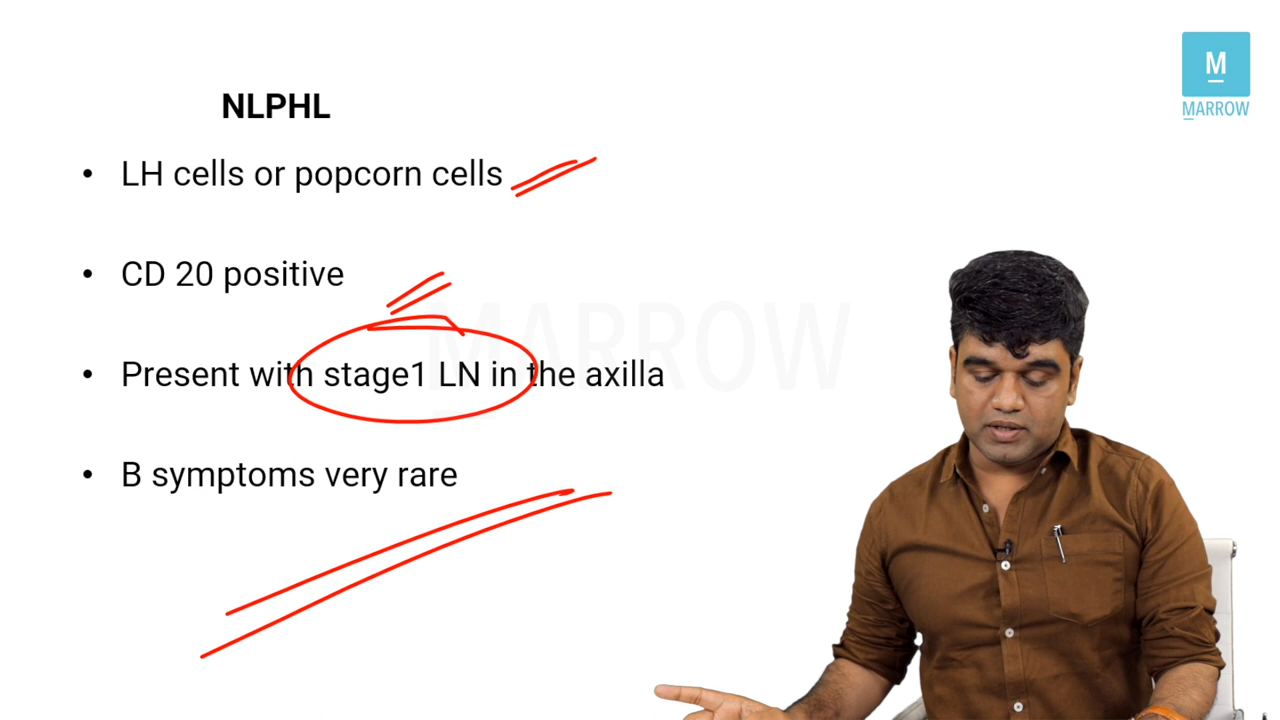 M
MARROW
NLPHL
• LH cells or popcorn cells
• CD 20 positive
• Present with stage1 LN in the axilla
• B symptoms very rare
MARROW